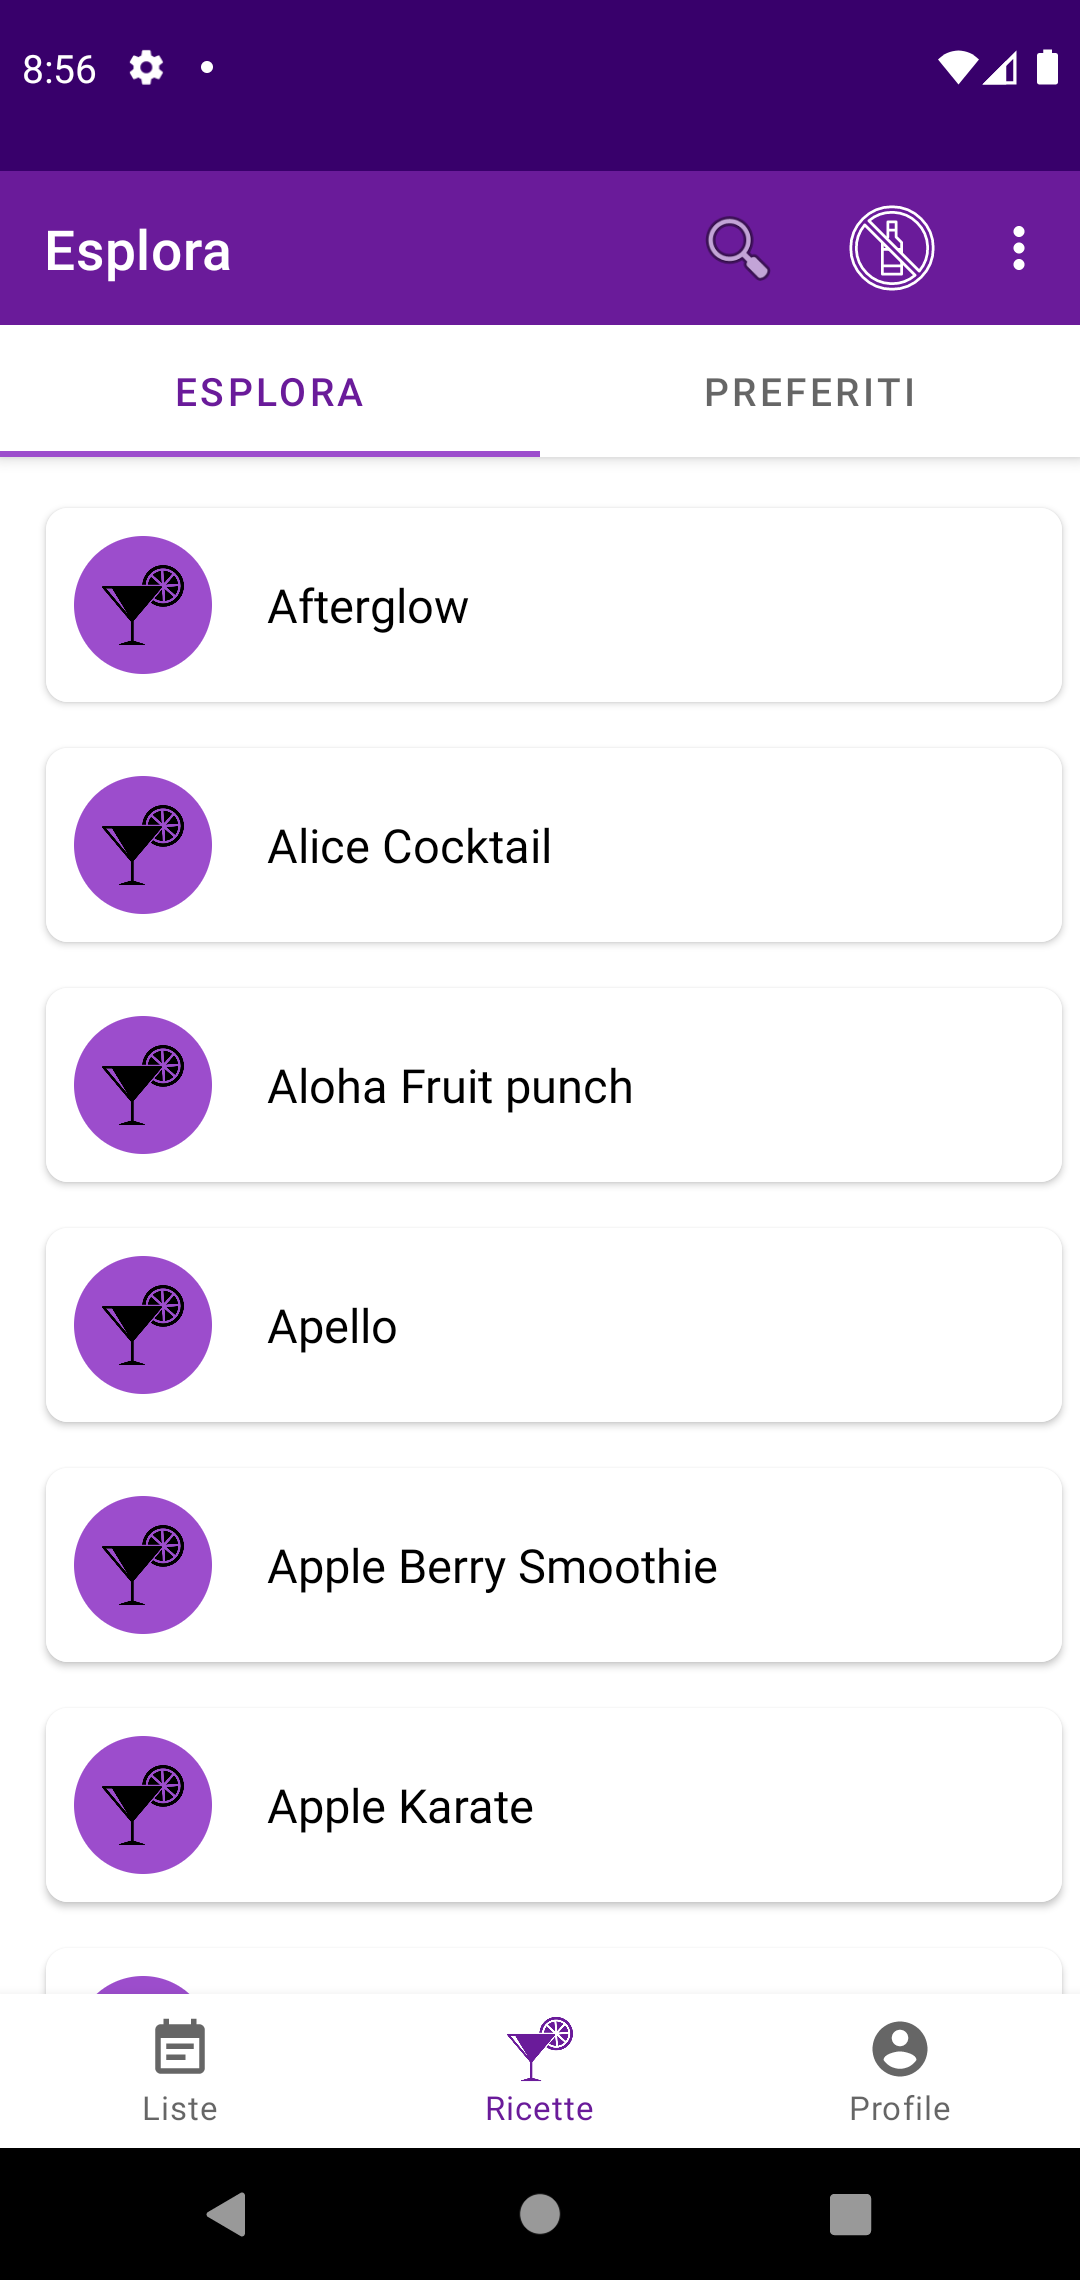 8:56
Esplora
ESPLORA
PREFERITI
Afterglow
Alice Cocktail
Aloha Fruit punch
Apello
Apple Berry Smoothie
Apple Karate
Liste
Ricette
Profile